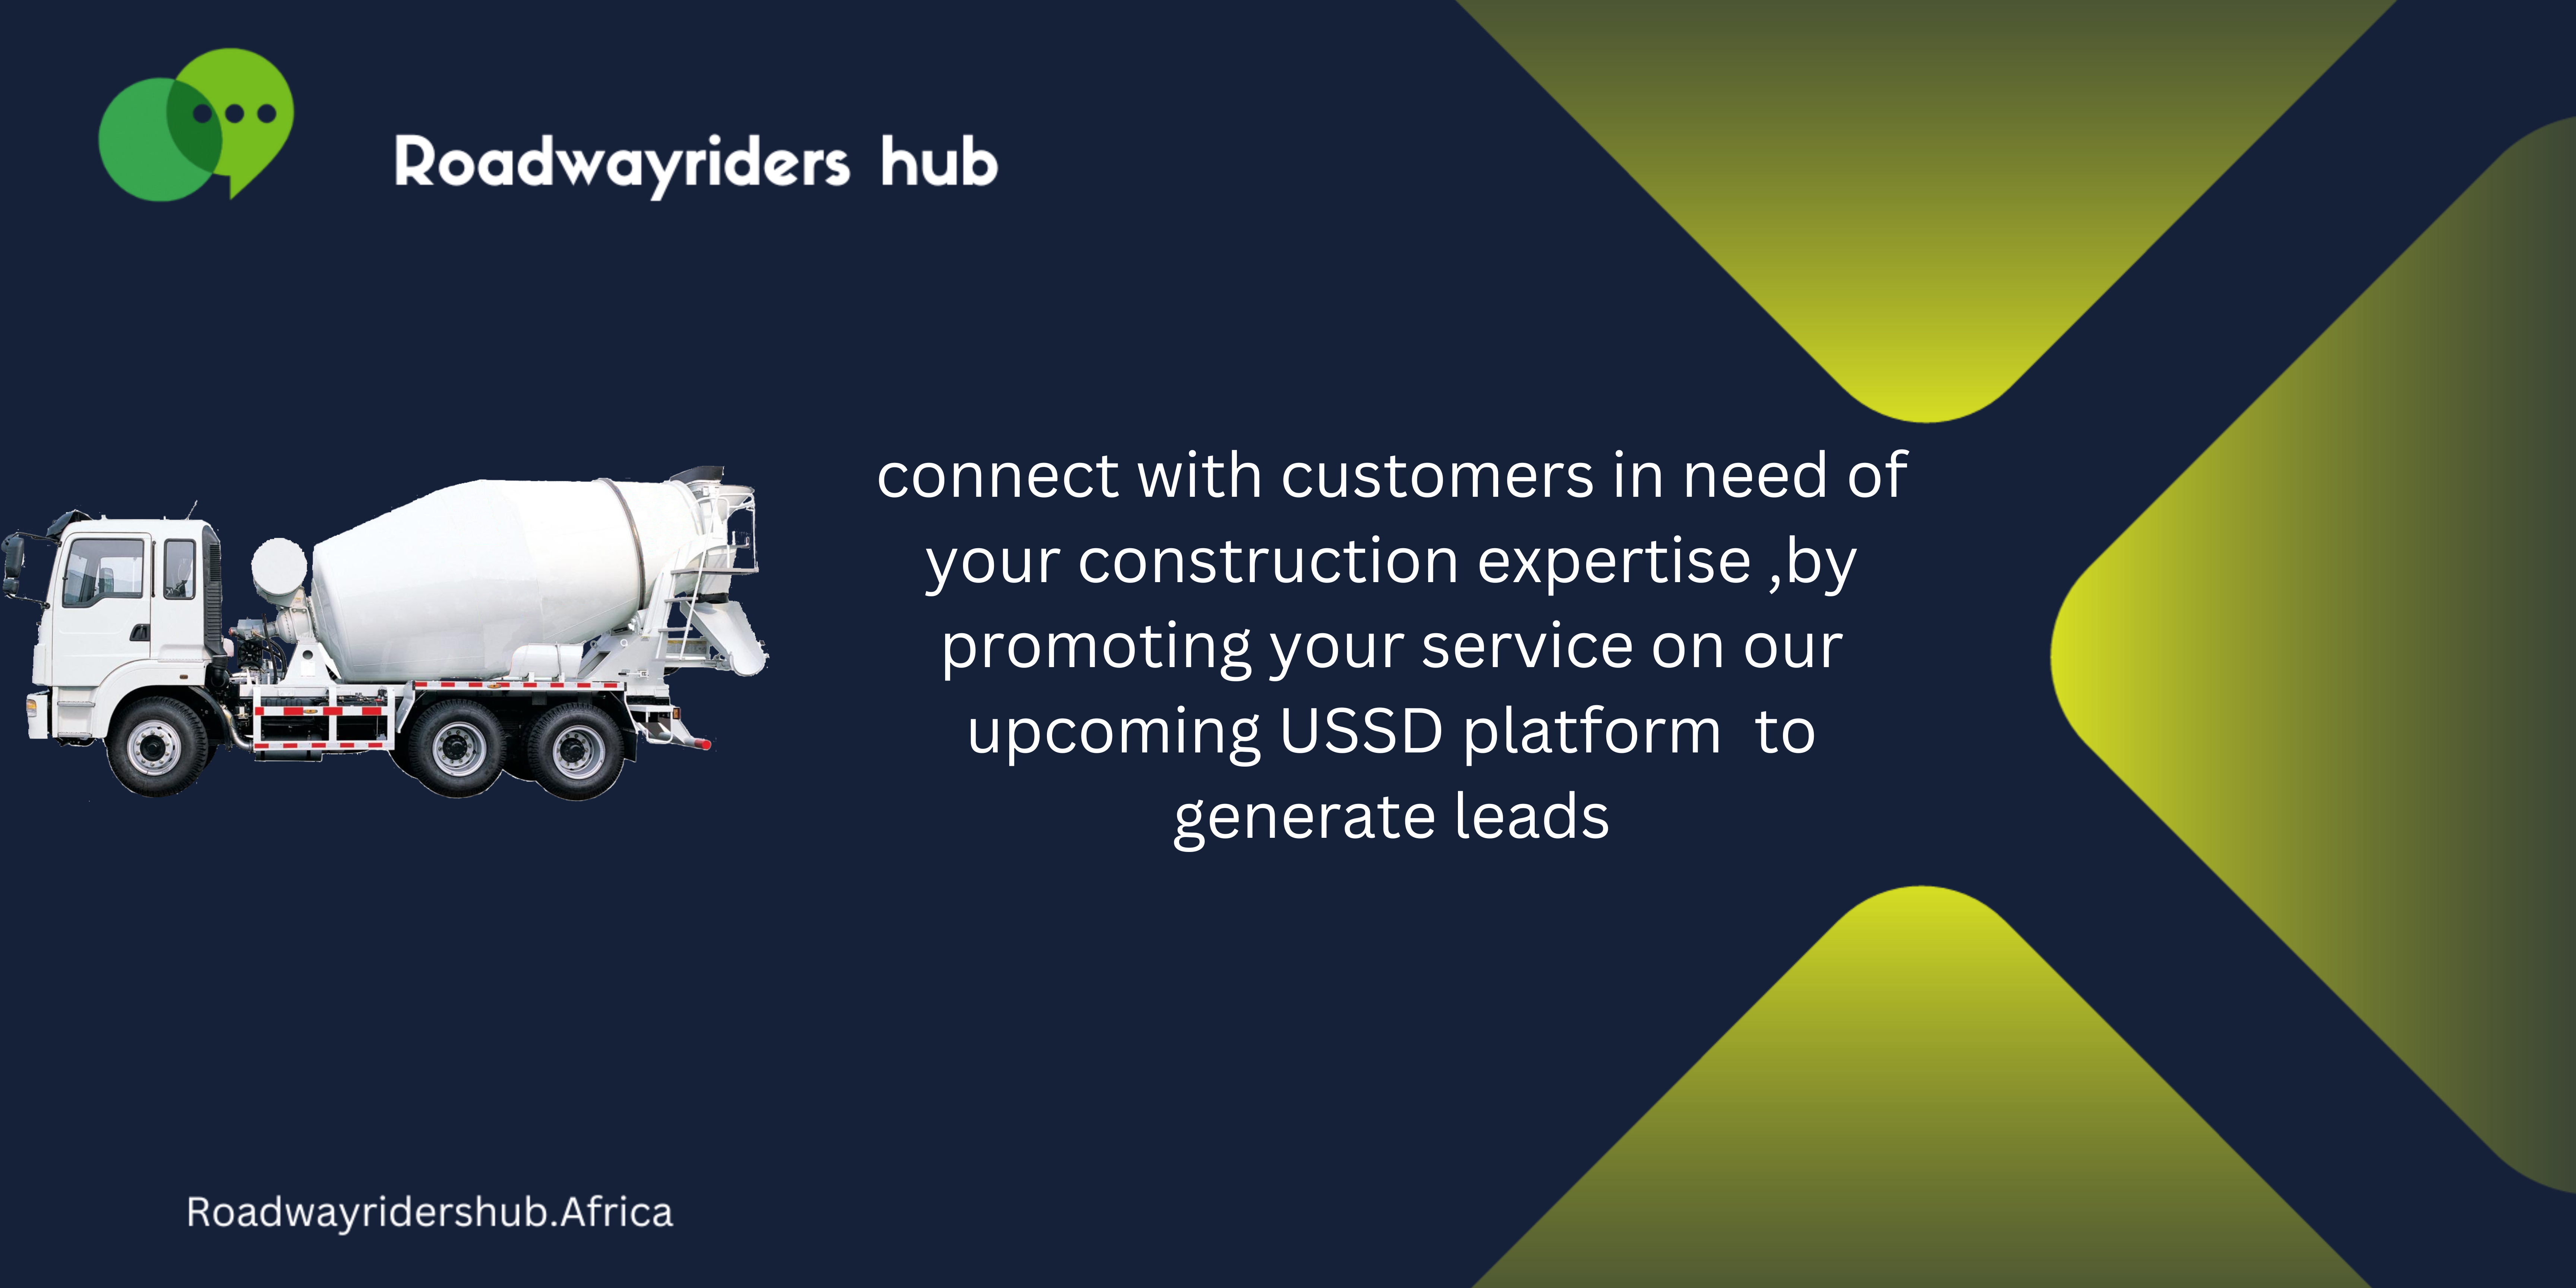 Roadwayriders hub
connect with customers in need of
your construction expertise ,by
promoting your service on our
upcoming USSD platform  to
generate leads
Roadwayridershub.Africa